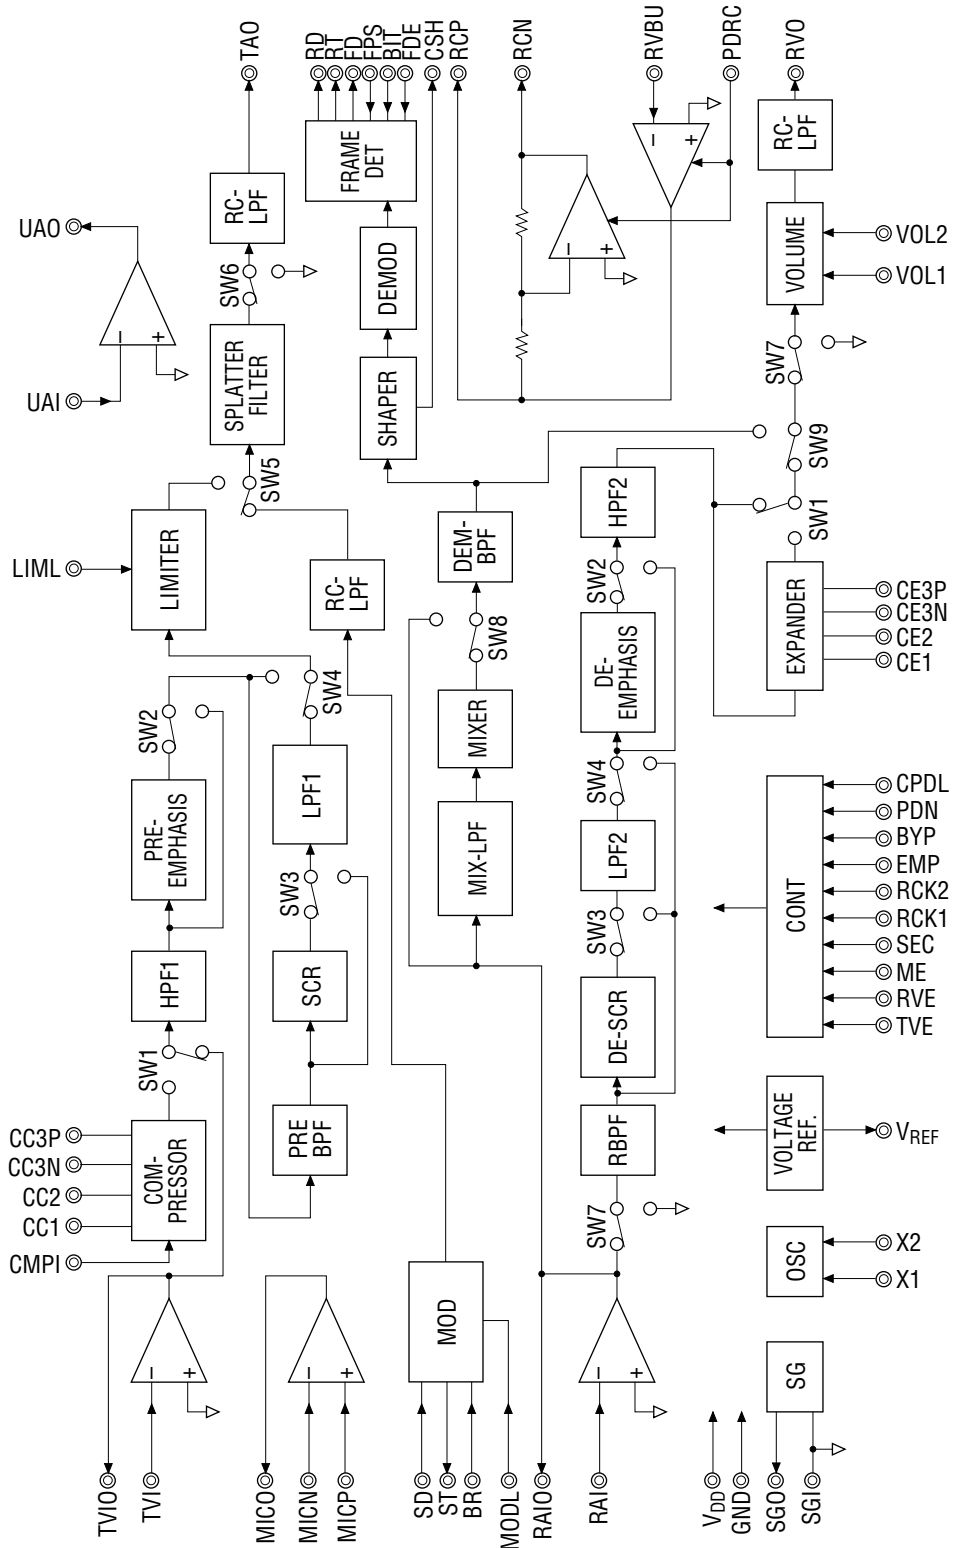 TAO
RD
RT
FD
FPS
BIT
FDE
CSH
RCP
RCN
RVBU
PDRC
RVO
RC-
LPF
FRAME
DET
RC-
LPF
UAO
UAI
−
+
SW6
DEMOD
−
+
−
+
VOLUME
VOL2
VOL1
SPLATTER
FILTER
SHAPER
SW7
SW5
SW9
SW1
LIML
LIMITER
RC-
LPF
DEM-
BPF
HPF2
SW2
SW8
EXPANDER
CE3P
CE3N
CE2
CE1
SW2
SW4
MIXER
DE-
EMPHASIS
SW4
PRE-
EMPHASIS
LPF1
MIX-LPF
LPF2
SW3
SW3
CONT
CPDL
PDN
BYP
EMP
RCK2
RCK1
SEC
ME
RVE
TVE
HPF1
SCR
DE-SCR
SW1
CC3P
CC3N
CC2
CC1
CMPI
COM-
PRESSOR
PRE
BPF
RBPF
VOLTAGE
REF.
VREF
SW7
OSC
X2
X1
MOD
−
+
−
+
−
+
SG
TVIO
TVI
MICO
MICN
MICP
SD
ST
BR
MODL
RAIO
RAI
VDD
GND
SGO
SGI